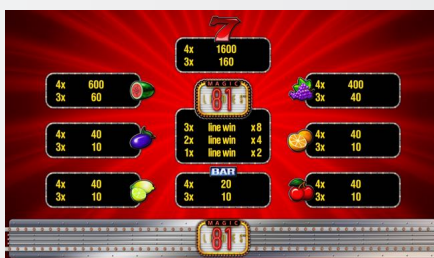 7
4x 1600
3x 160
4x 600
3x 60
MAGIC
81
4x 400
3x 40
3x line win x8
2x line win x4
1x line win x2
4x 40
3x 10
4x 40
3x 10
BAR
4x 40
3x 10
4x 20
3x 10
4x 40
3x 10
MAGIC
81